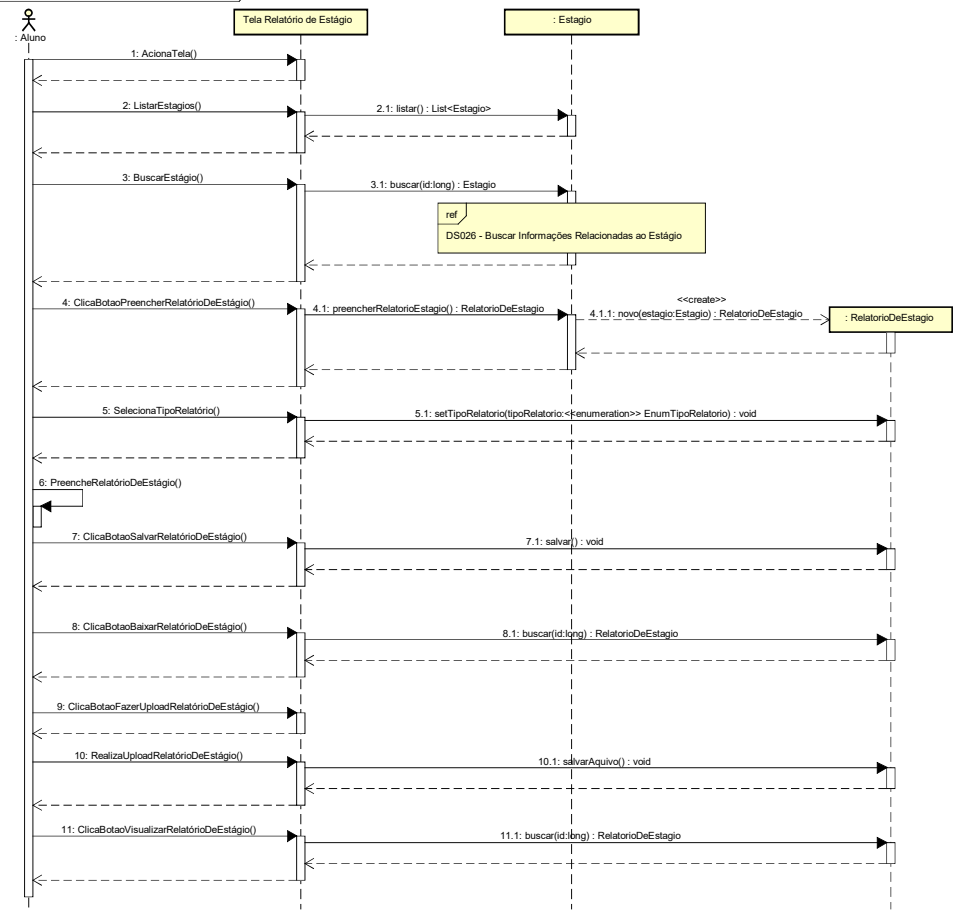 : Aluno
Tela Relatório de Estágio
: Estagio
1: AcionaTela()
2: ListarEstagios()
2.1: listar() : List<Estagio>
3: BuscarEstágio()
3.1: buscar(id:long) : Estagio
ref
DS026 - Buscar Informações Relacionadas ao Estágio
4: ClicaBotaoPreencherRelatórioDeEstágio()
4.1: preencherRelatorioEstagio() : RelatorioDeEstagio
<<create>>
4.1.1: novo(estagio:Estagio) : RelatorioDeEstagio
: RelatorioDeEstagio
5: SelecionaTipoRelatório()
5.1: setTipoRelatorio(tipoRelatorio:<<enumeration>> EnumTipoRelatorio) : void
6: PreencheRelatórioDeEstágio()
7: ClicaBotaoSalvarRelatórioDeEstágio()
7.1: salvar() : void
8: ClicaBotaoBaixarRelatórioDeEstágio()
8.1: buscar(id:long) : RelatorioDeEstagio
9: ClicaBotaoFazerUploadRelatórioDeEstágio()
10: RealizaUploadRelatórioDeEstágio()
10.1: salvarAquivo() : void
11: ClicaBotaoVisualizarRelatórioDeEstágio()
11.1: buscar(id:long) : RelatorioDeEstagio